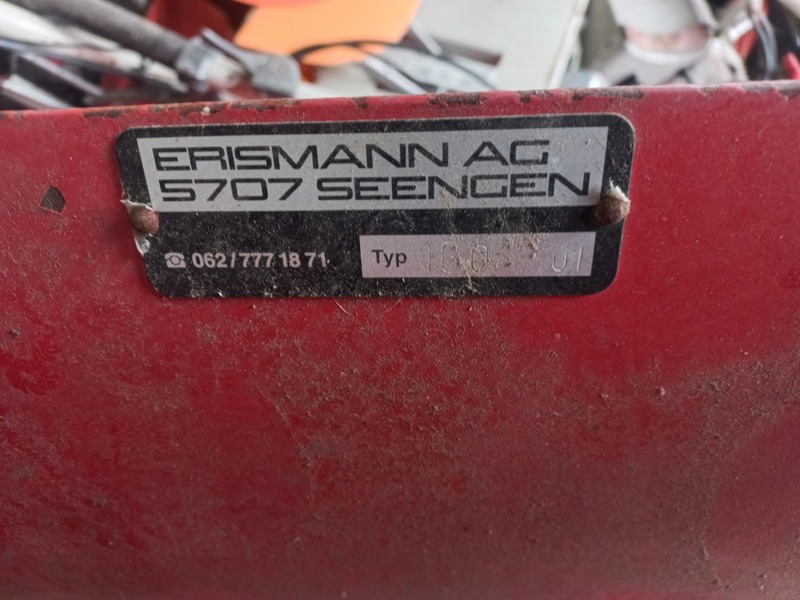 ERISMANN AG
5707 SEENGEN
☎ 062/777 18 71
Typ